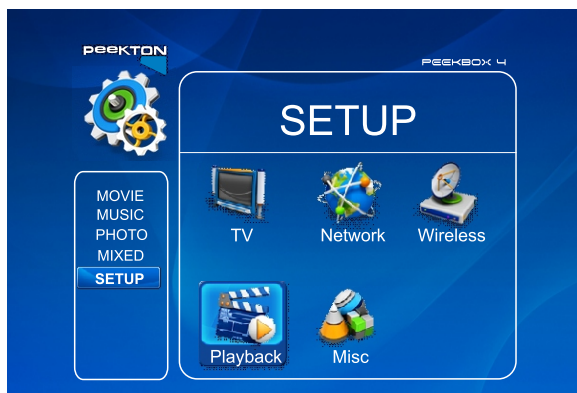 PeeKTON
PEEKBOX 4
SETUP
MOVIE
MUSIC
PHOTO
MIXED
SETUP
TV
Network
Wireless
Playback
Misc